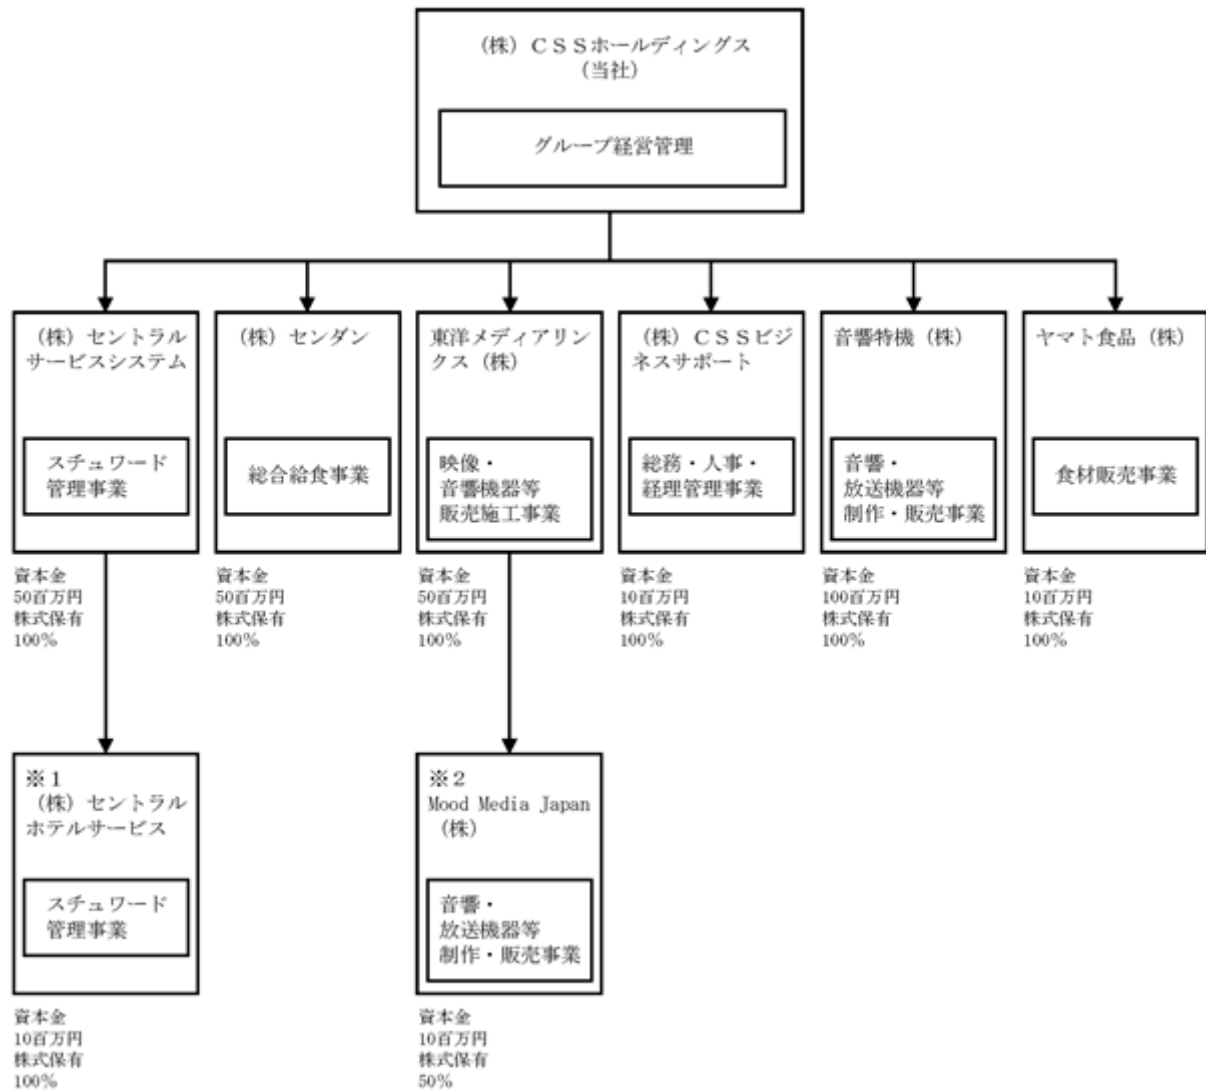 (株)ＣＳＳホールディングス
(当社)
グループ経営管理
(株)セントラル
サービスシステム
スチュワード
管理事業
資本金
50百万円
株式保有
100%
(株)センダン
総合給食事業
資本金
50百万円
株式保有
100%
東洋メディアリン
クス(株)
映像・
音響機器等
販売施工事業
資本金
50百万円
株式保有
100%
(株)ＣＳＳビジ
ネスサポート
総務・人事・
経理管理事業
資本金
10百万円
株式保有
100%
音響特機(株)
音響・
放送機器等
制作・販売事業
資本金
100百万円
株式保有
100%
ヤマト食品(株)
食材販売事業
資本金
10百万円
株式保有
100%
※１
(株)セントラル
ホテルサービス
スチュワード
管理事業
資本金
10百万円
株式保有
100%
※２
Mood Media Japan
(株)
音響・
放送機器等
制作・販売事業
資本金
10百万円
株式保有
50%